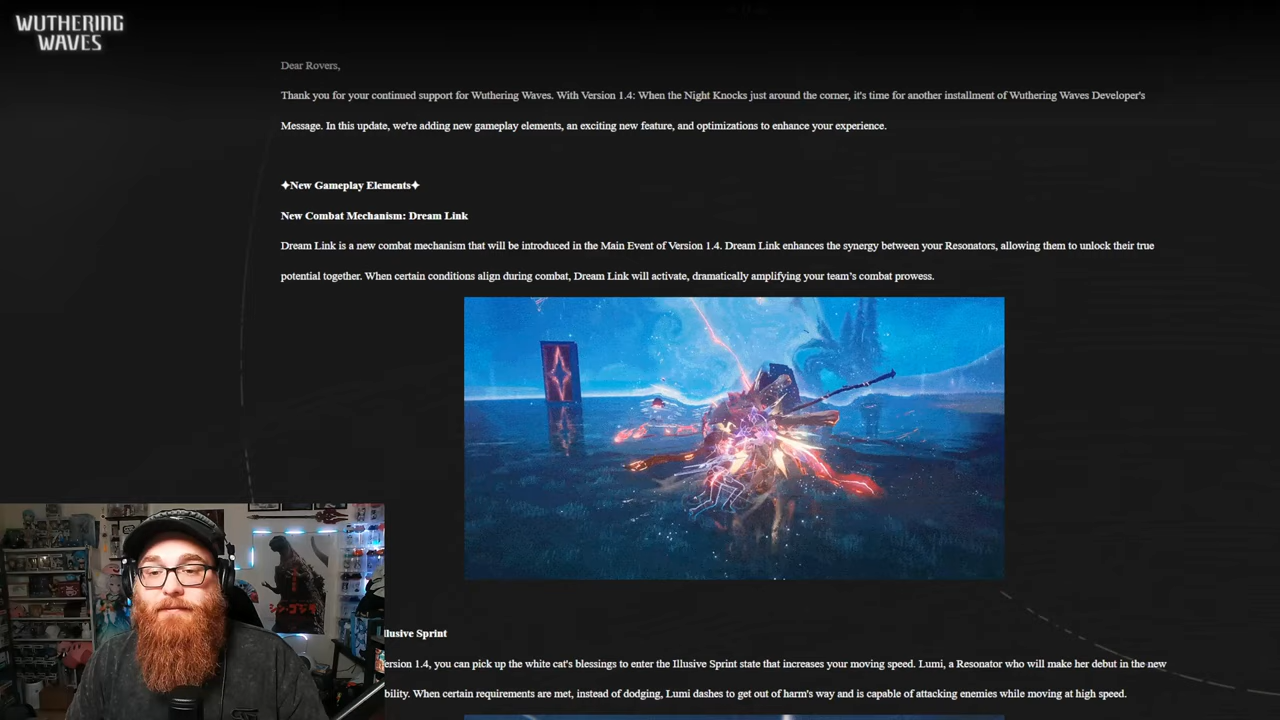 WUTHERING
WAVES
Dear Rovers,
Thank you for your continued support for Wuthering Waves. With Version 1.4: When the Night Knocks just around the corner, it's time for another installment of Wuthering Waves Developer's
Message. In this update, we're adding new gameplay elements, an exciting new feature, and optimizations to enhance your experience.
✦New Gameplay Elements✦
New Combat Mechanism: Dream Link
Dream Link is a new combat mechanism that will be introduced in the Main Event of Version 1.4. Dream Link enhances the synergy between your Resonators, allowing them to unlock their true
potential together. When certain conditions align during combat, Dream Link will activate, dramatically amplifying your team's combat prowess.
llusive Sprint
ersion 1.4, you can pick up the white cat's blessings to enter the Illusive Sprint state that increases your moving speed. Lumi, a Resonator who will make her debut in the new
bility. When certain requirements are met, instead of dodging, Lumi dashes to get out of harm's way and is capable of attacking enemies while moving at high speed.
シン・ゴジラ